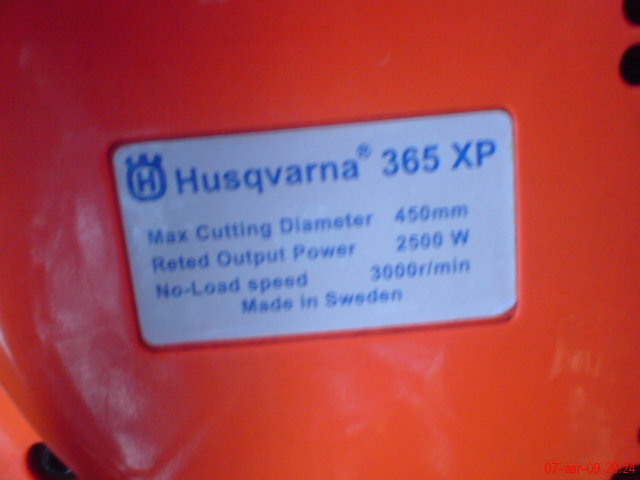 H Husqvarna® 365 XP
Max Cutting Diameter 450mm
Reted Output Power 2500 W
No-Load speed 3000r/min
Made in Sweden
07-авг-09 20:24